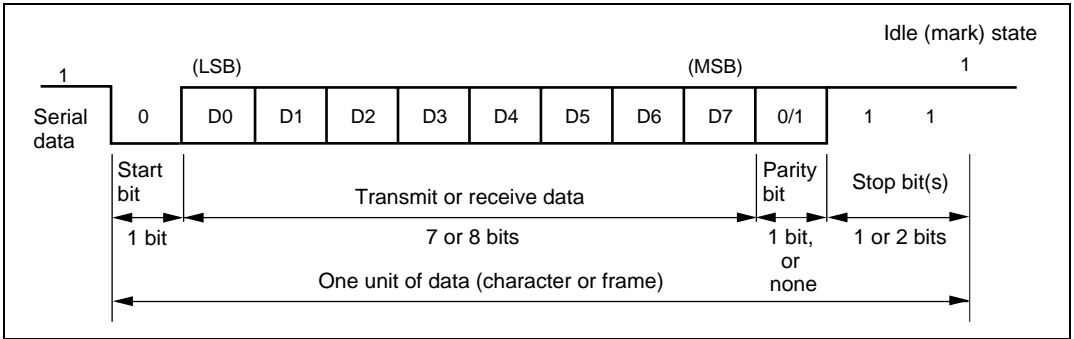 Idle (mark) state
1 (LSB) (MSB) 1
Serial
data
0 D0 D1 D2 D3 D4 D5 D6 D7 0/1 1 1
Start
bit
Transmit or receive data
Parity
bit
Stop bit(s)
1 bit
7 or 8 bits
1 bit,
or
none
1 or 2 bits
One unit of data (character or frame)